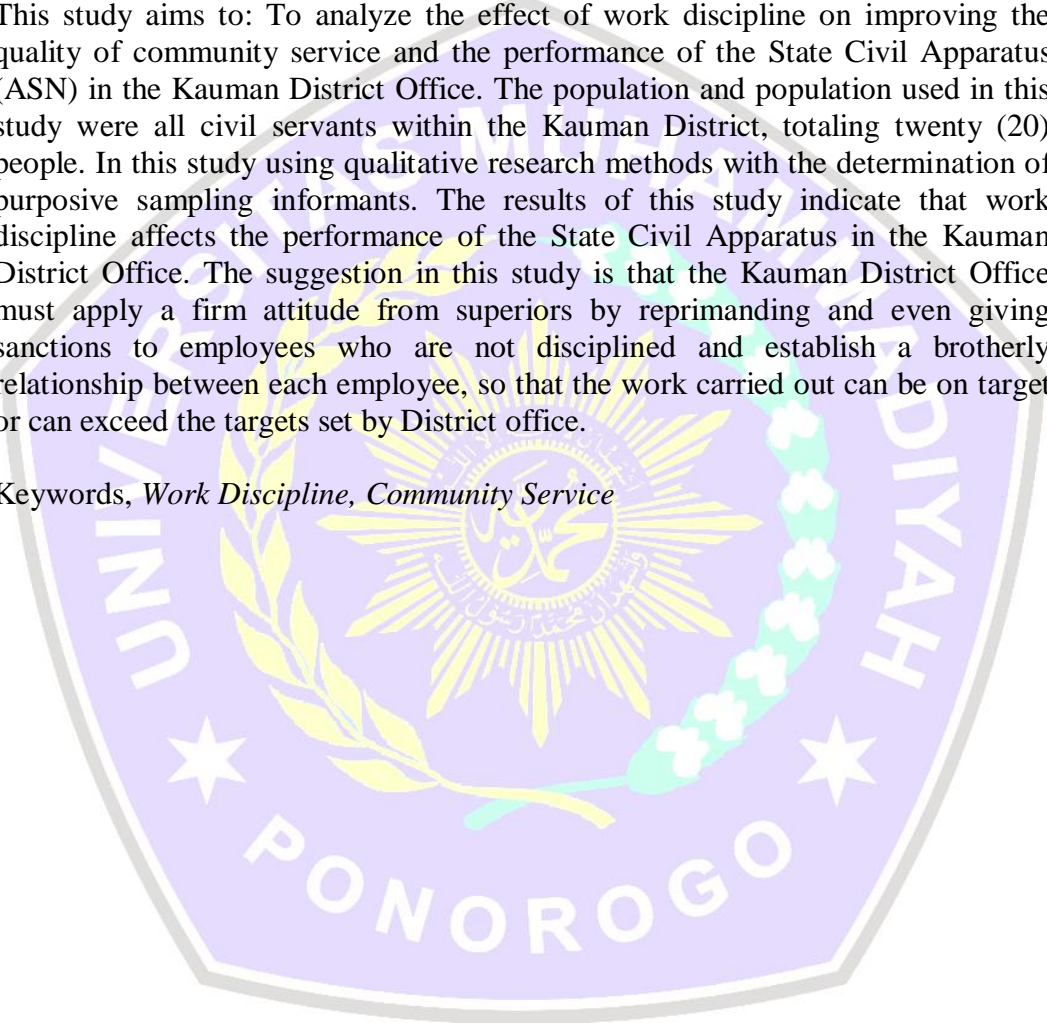 This study aims to: To analyze the effect of work discipline on improving the
quality of community service and the performance of the State Civil Apparatus
(ASN) in the Kauman District Office. The population and population used in this
study were all civil servants within the Kauman District, totaling twenty (20)
people. In this study using qualitative research methods with the determination of
purposive sampling informants. The results of this study indicate that work
discipline affects the performance of the State Civil Apparatus in the Kauman
District Office. The suggestion in this study is that the Kauman District Office
must apply a firm attitude from superiors by reprimanding and even giving
sanctions to employees who are not disciplined and establish a brotherly
relationship between each employee, so that the work carried out can be on target
or can exceed the targets set by District office.
Keywords, Work Discipline, Community Service
UNIVERSITAS MUHAMMADIYAH
PONOROGO
محمدية